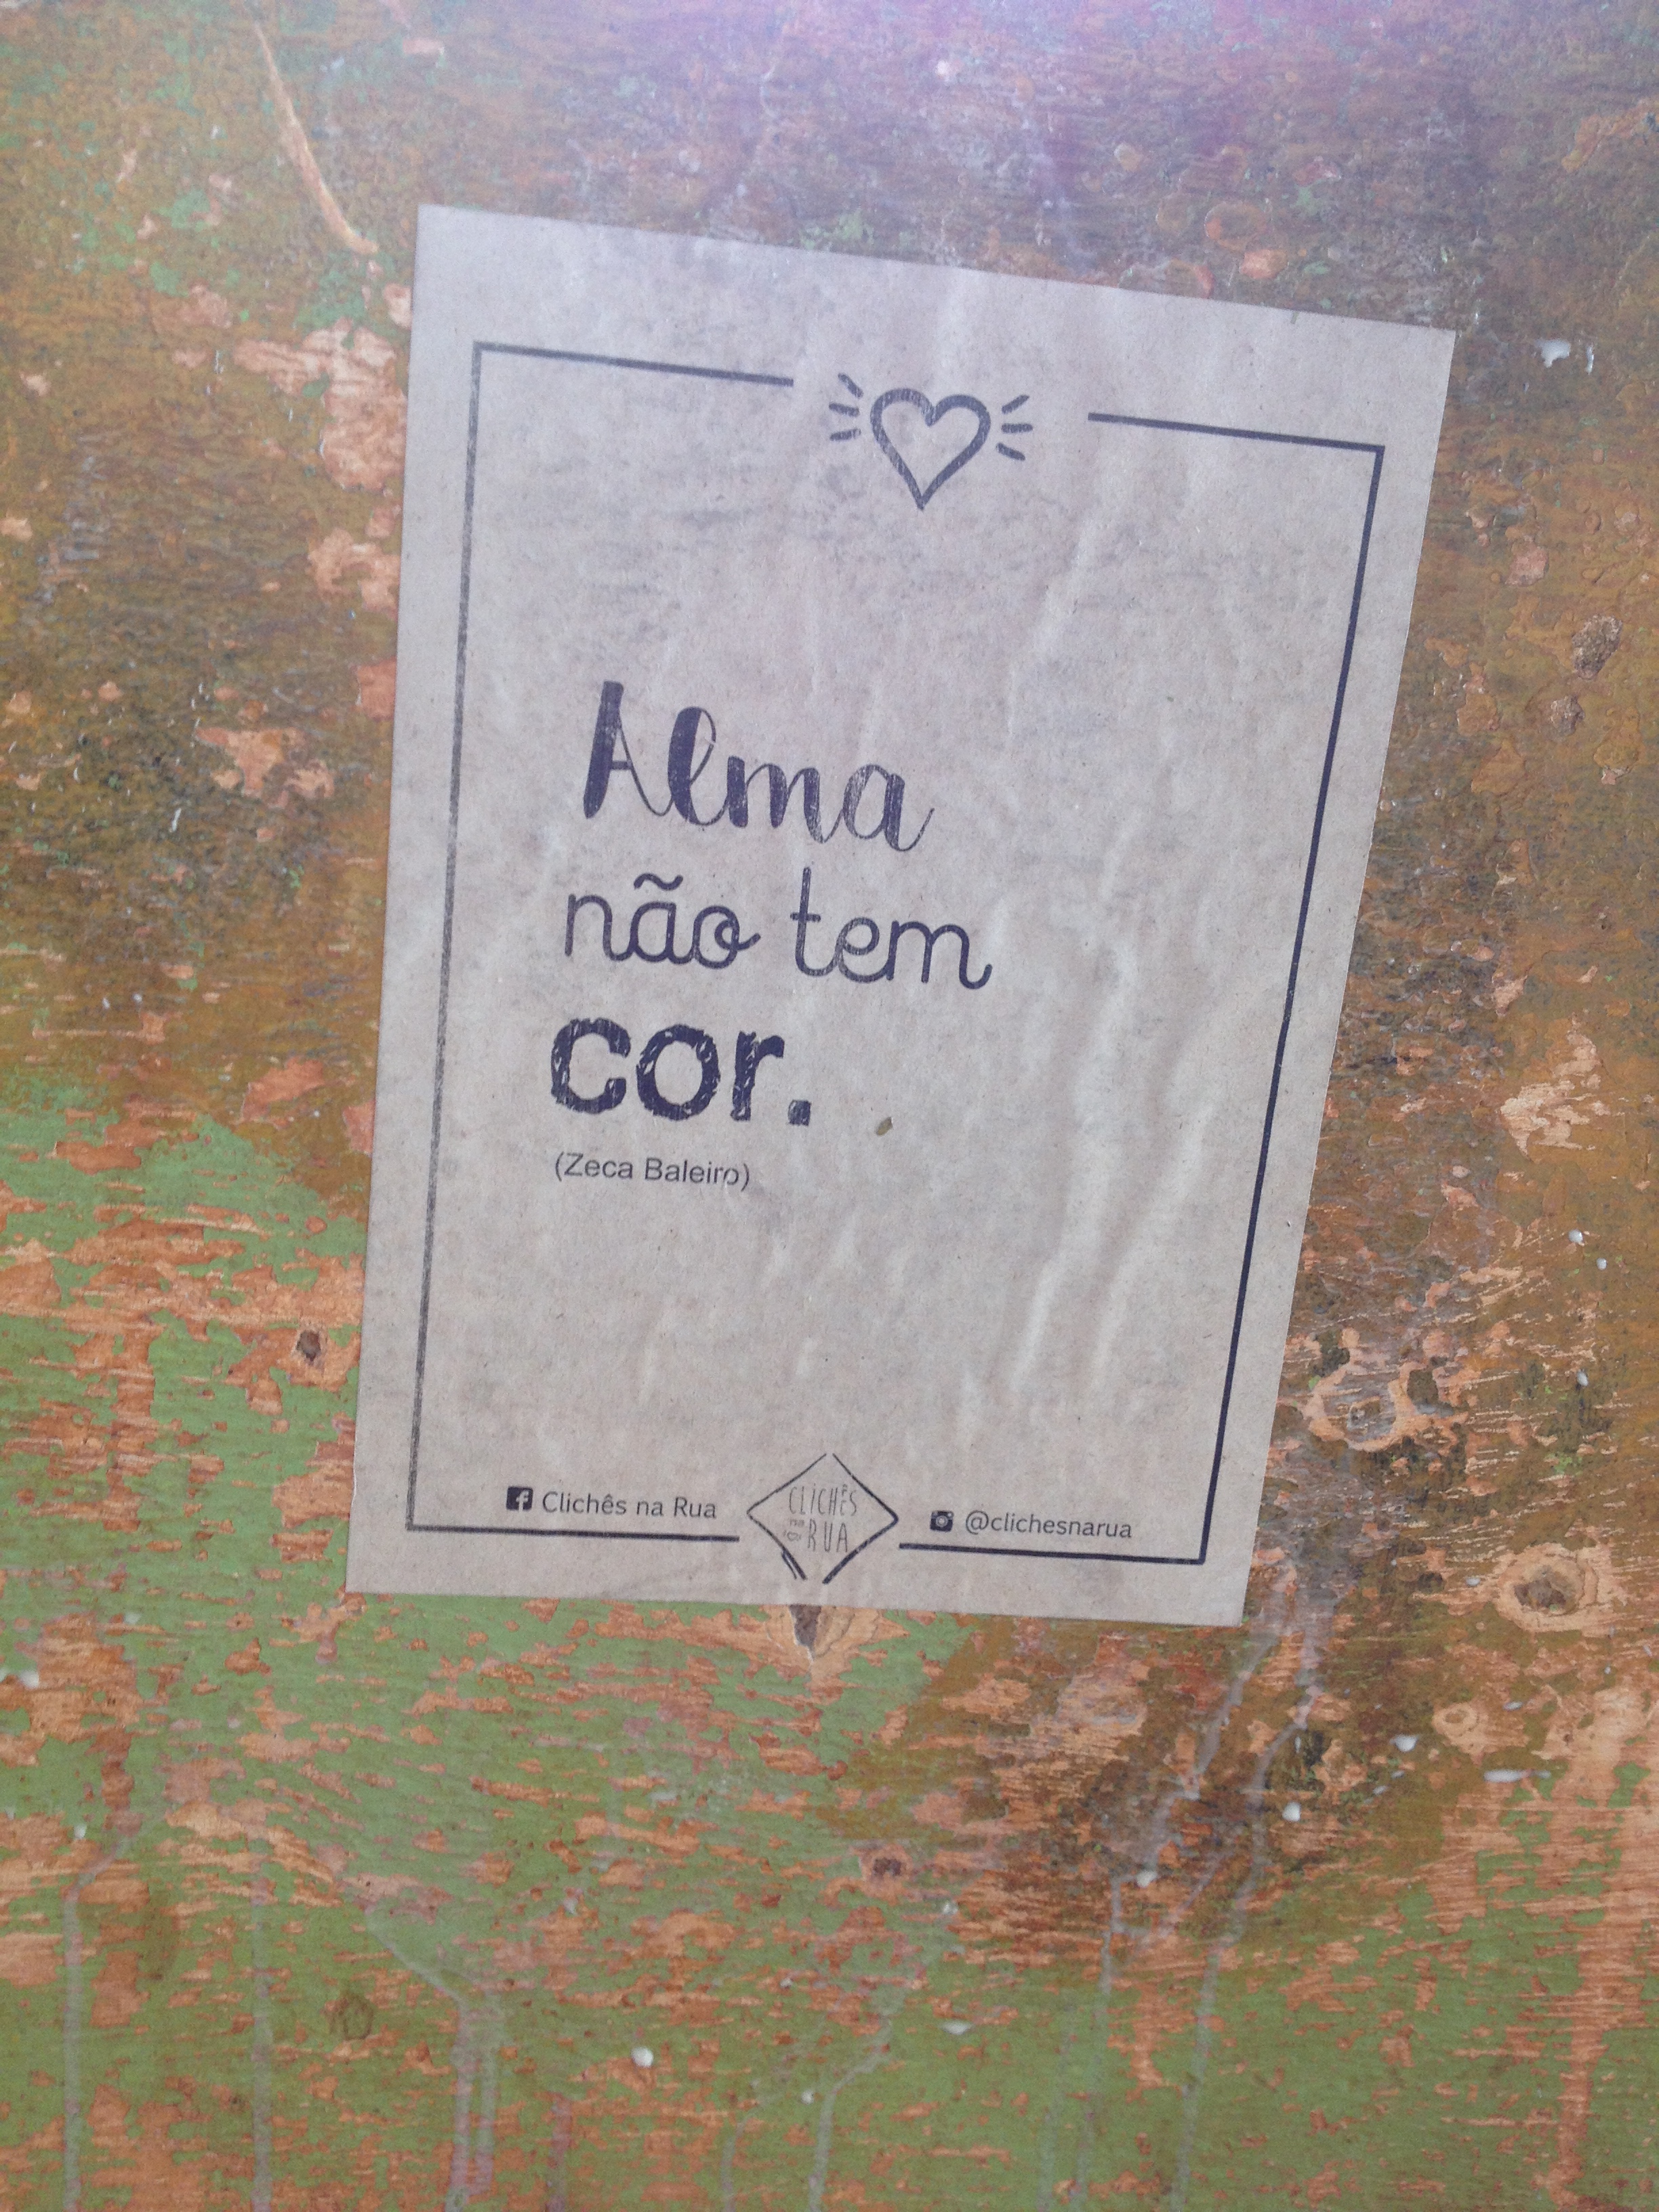 Alma
não tem
cor.
(Zeca Baleiro)
Clichês na Rua
CLICHÊS
na
RUA
@clichesnarua